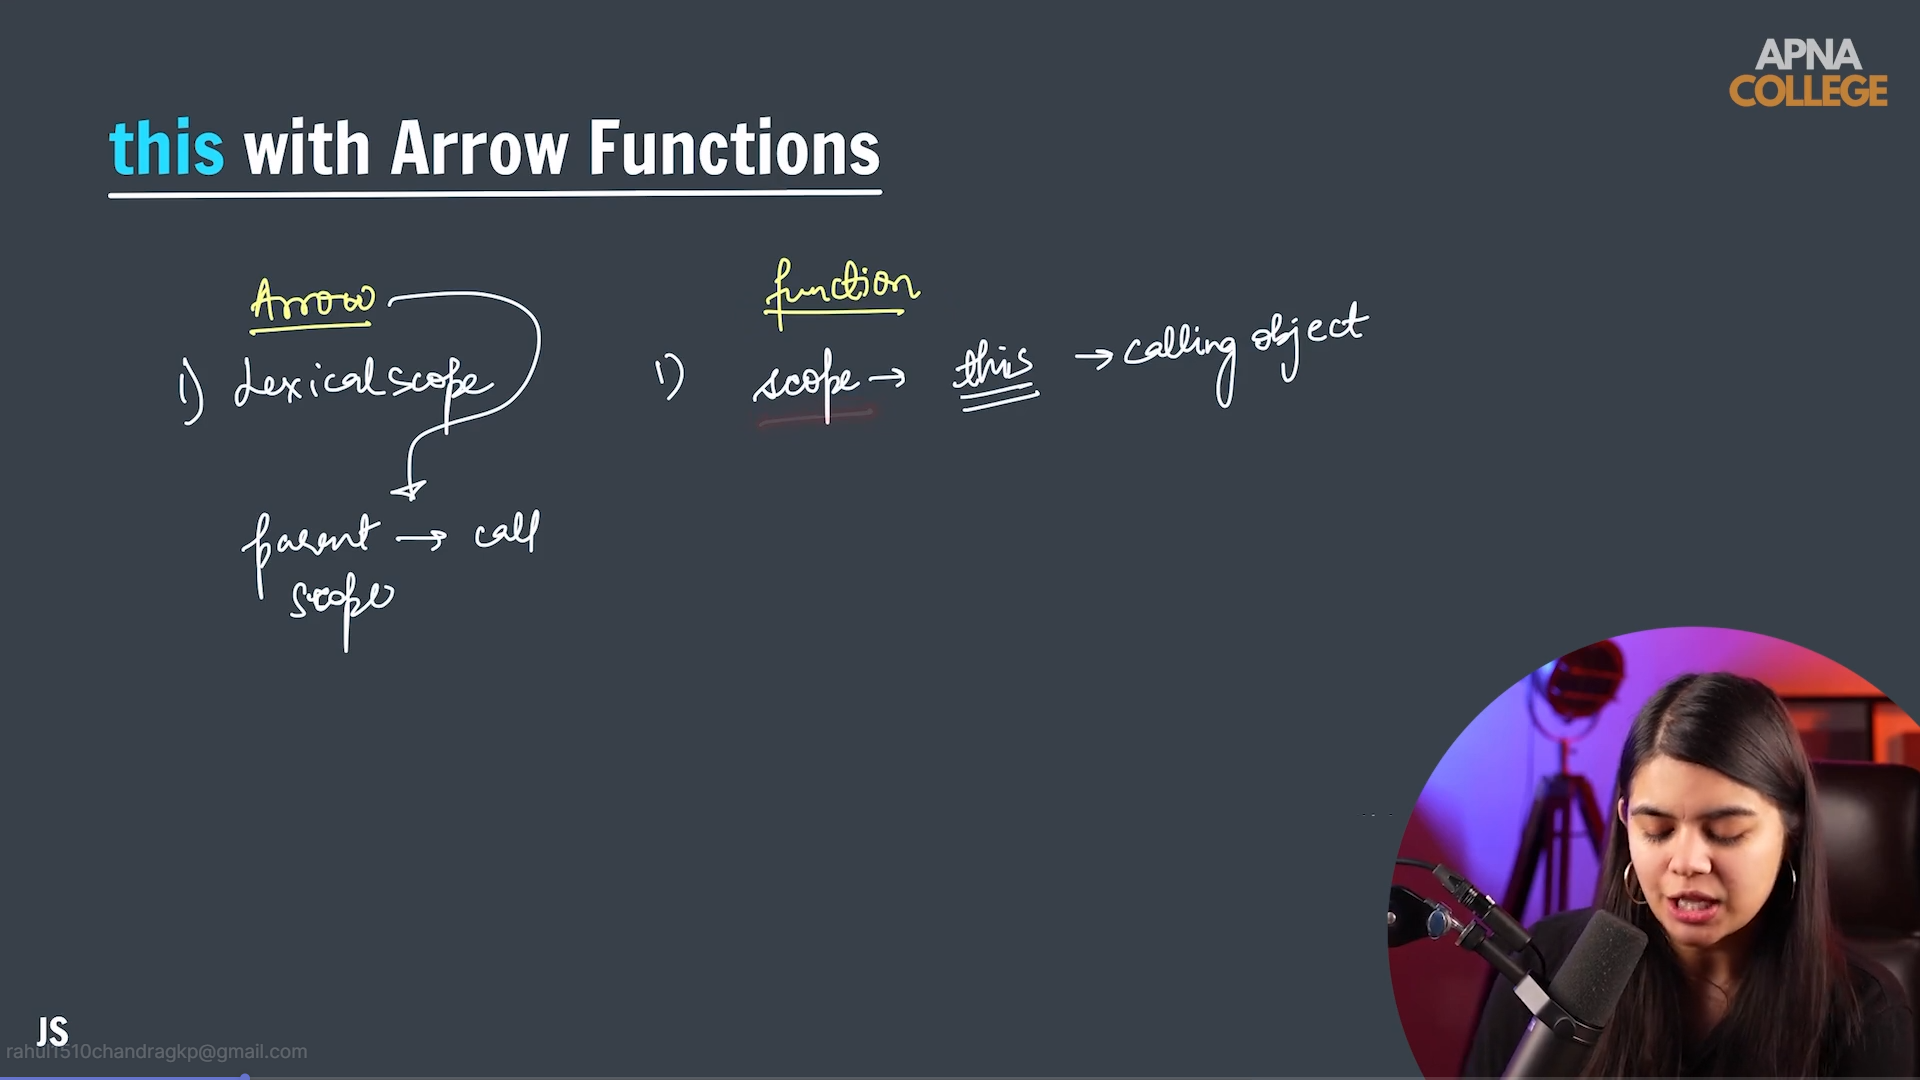 APNA
COLLEGE
this with Arrow Functions
Arrow
1) Lexical scope
parent → call
scope
function
1) scope → this → calling object
JS
rahul1510chandragkp@gmail.com